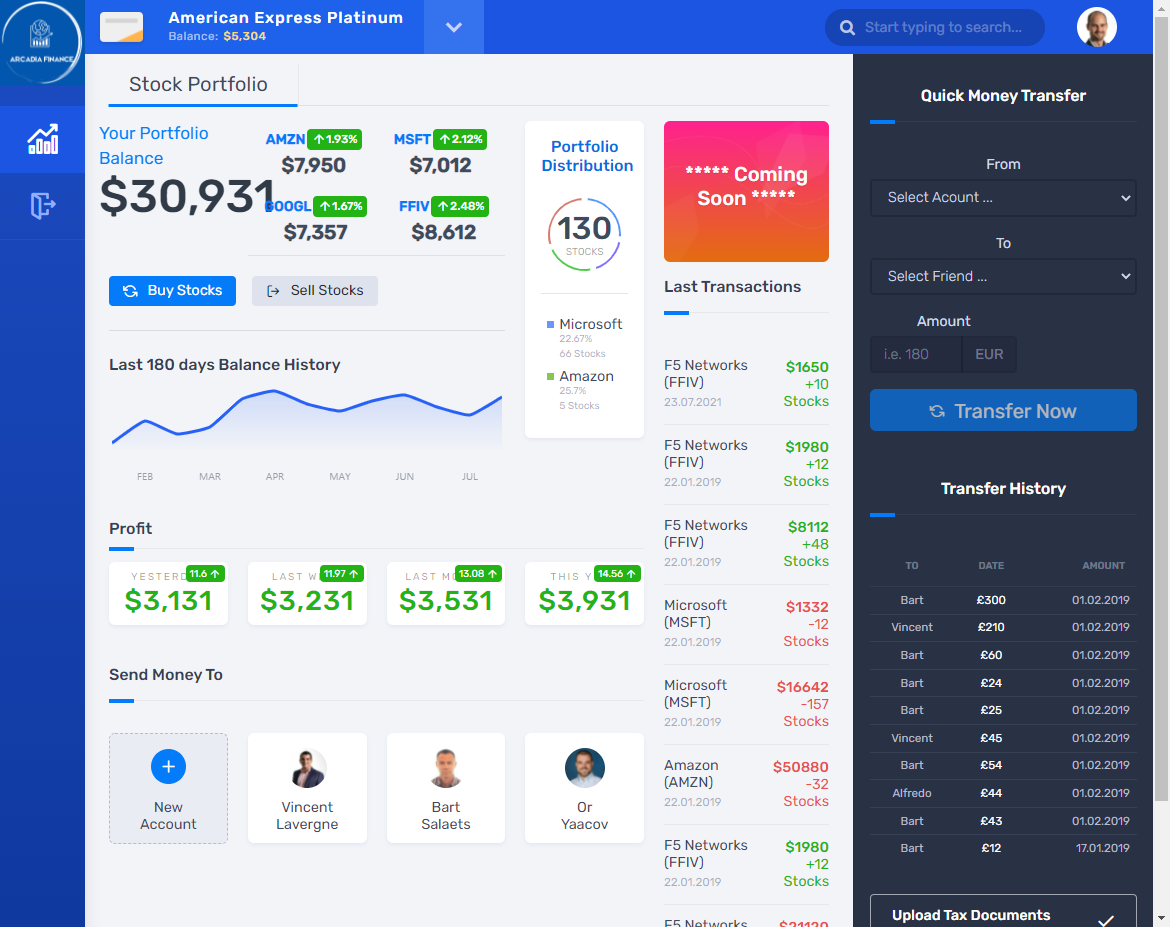 ARCADIA FINANCE
American Express Platinum
Balance: $5,304
Start typing to search...
Stock Portfolio
Your Portfolio
Balance
$30,931
AMZN 1.93%
$7,950
MSFT 2.12%
$7,012
GOOGL 1.67%
$7,357
FFIV 2.48%
$8,612
Buy Stocks
Sell Stocks
Last 180 days Balance History
FEB MAR APR MAY JUN JUL
Portfolio
Distribution
130
STOCKS
Microsoft
22.67%
66 Stocks
Amazon
25.7%
5 Stocks
Profit
YESTERD 11.6
$3,131
LAST W 11.97
$3,231
LAST MO 13.08
$3,531
THIS Y 14.56
$3,931
Send Money To
New
Account
Vincent
Lavergne
Bart
Salaets
Or
Yaacov
***** Coming
Soon *****
Last Transactions
F5 Networks
(FFIV)
23.07.2021
$1650
+10
Stocks
F5 Networks
(FFIV)
22.01.2019
$1980
+12
Stocks
F5 Networks
(FFIV)
22.01.2019
$8112
+48
Stocks
Microsoft
(MSFT)
22.01.2019
$1332
-12
Stocks
Microsoft
(MSFT)
22.01.2019
$16642
-157
Stocks
Amazon
(AMZN)
22.01.2019
$50880
-32
Stocks
F5 Networks
(FFIV)
22.01.2019
$1980
+12
Stocks
F5 Networks
$21120
Quick Money Transfer
From
Select Acount ...
To
Select Friend ...
Amount
i.e. 180 EUR
Transfer Now
Transfer History
TO DATE AMOUNT
Bart £300 01.02.2019
Vincent £210 01.02.2019
Bart £60 01.02.2019
Bart £24 01.02.2019
Bart £25 01.02.2019
Vincent £45 01.02.2019
Bart £54 01.02.2019
Alfredo £44 01.02.2019
Bart £43 01.02.2019
Bart £12 17.01.2019
Upload Tax Documents